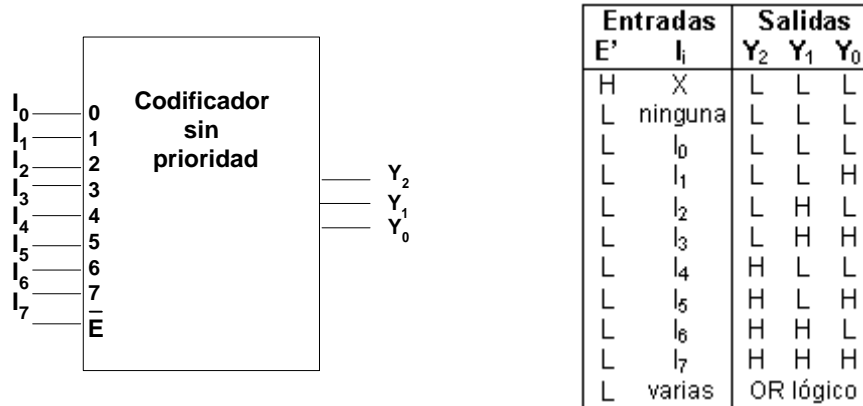 Codificador
sin
prioridad
I0
I1
I2
I3
I4
I5
I6
I7
0
1
2
3
4
5
6
7
E̅
Y2
Y1
Y0
Entradas Salidas
E’ Ii Y2 Y1 Y0
H X L L L
L ninguna L L L
L I0 L L L
L I1 L L H
L I2 L H L
L I3 L H H
L I4 H L L
L I5 H L H
L I6 H H L
L I7 H H H
L varias OR lógico